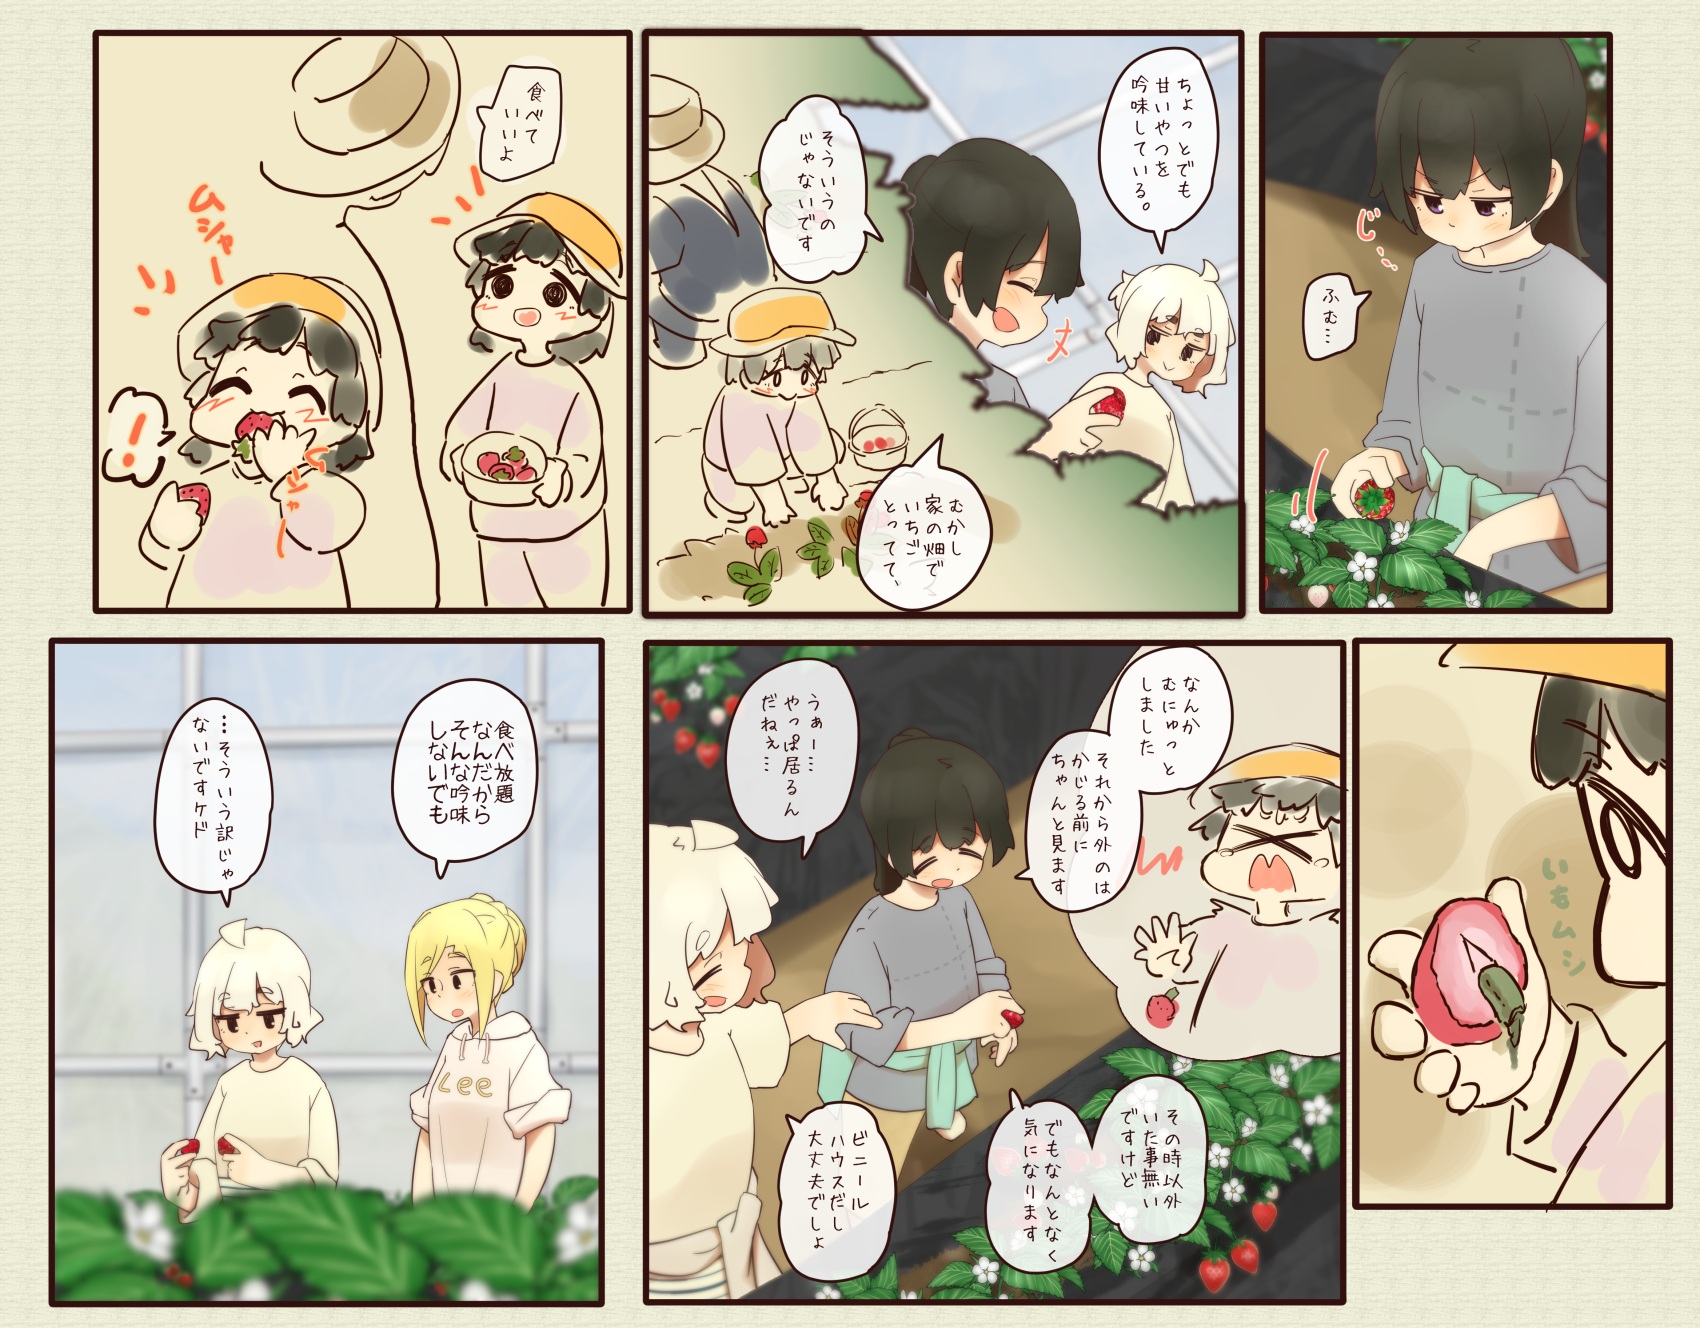 じ…
ふむ…
ちょっとでも
甘いやつを
吟味している。
ヌッ
そういうの
じゃないです
むかし
家の畑で
いちご
とってて、
食べて
いいよ
ムシャー
ムシャー
!
いもムシ
なんか
むにゅっと
しました
それから外のは
かじる前に
ちゃんと見ます
うぁー…
やっぱ居るん
だねぇ…
その時以外
いた事無い
ですけど
でもなんとなく
気になります
ビニール
ハウスだし
大丈夫でしょ
食べ放題
なんだから
そんな吟味
しないでも
…そういう訳じゃ
ないですケド
Lee